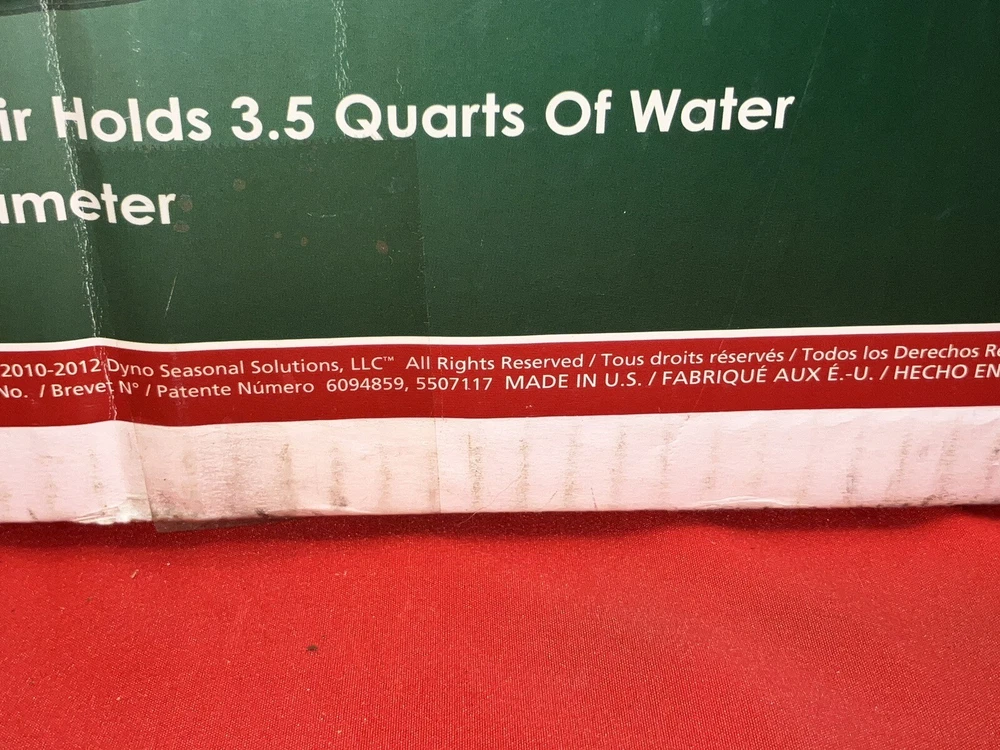 ir Holds 3.5 Quarts Of Water
ameter
2010-2012 Dyno Seasonal Solutions, LLC™ All Rights Reserved / Tous droits réservés / Todos los Derechos Re
No. / Brevet N° / Patente Número 6094859, 5507117 MADE IN U.S. / FABRIQUÉ AUX É.-U. / HECHO EN